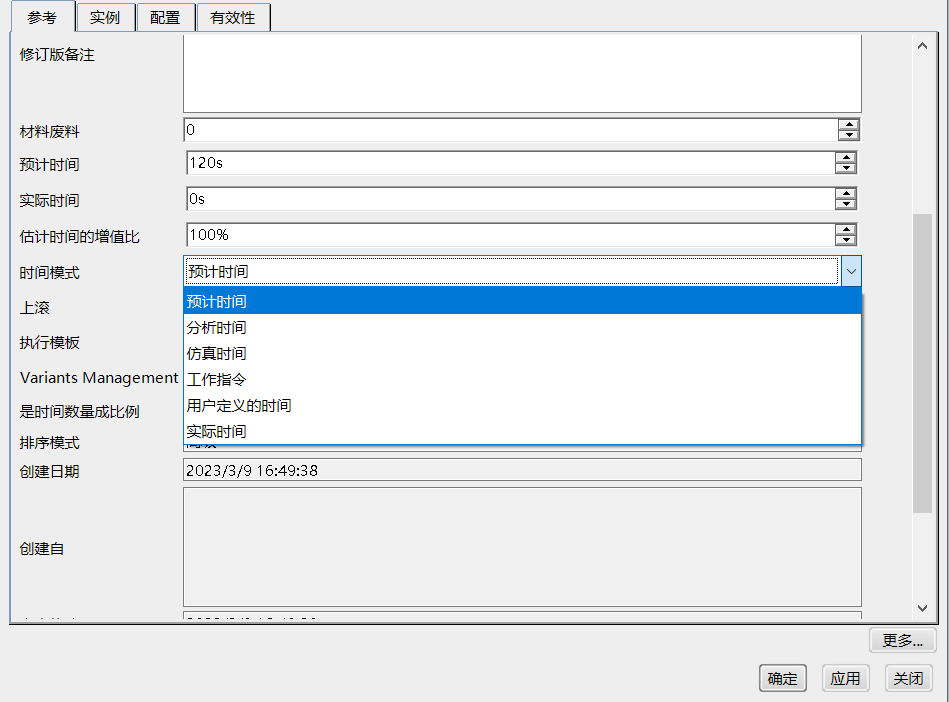 参考 实例 配置 有效性
修订版备注
材料废料 0
预计时间 120s
实际时间 0s
估计时间的增值比 100%
时间模式 预计时间
预计时间
上滚
分析时间
执行模板
仿真时间
Variants Management
工作指令
是时间数量成比例
用户定义的时间
实际时间
排序模式
创建日期 2023/3/9 16:49:38
创建自
更多...
确定 应用 关闭